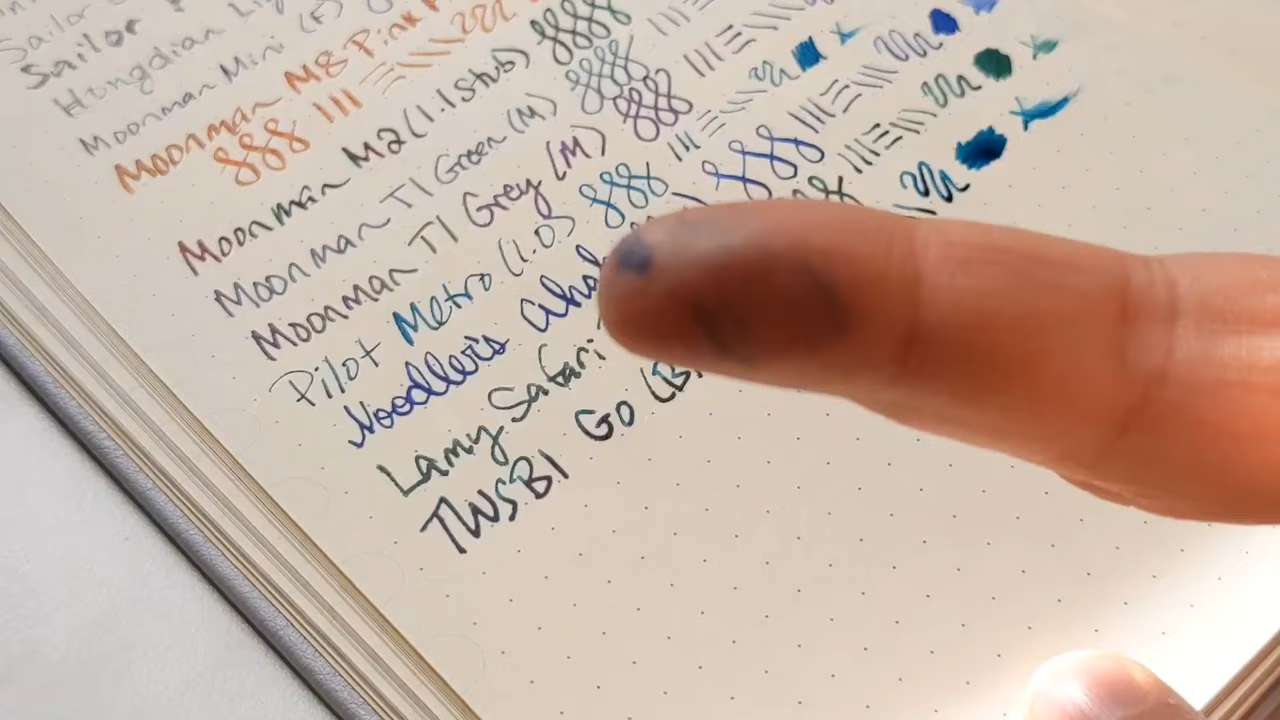 Sailor
Sailor
Hongdian
Moonman Mini (F)
Moonman M8 Pink
Moonman M2 (1.1 Stub)
Moonman T1 Green (M)
Moonman T1 Grey (M)
Pilot Metro (1.0)
Noodler's
Lamy Safari
TWSBI GO (B